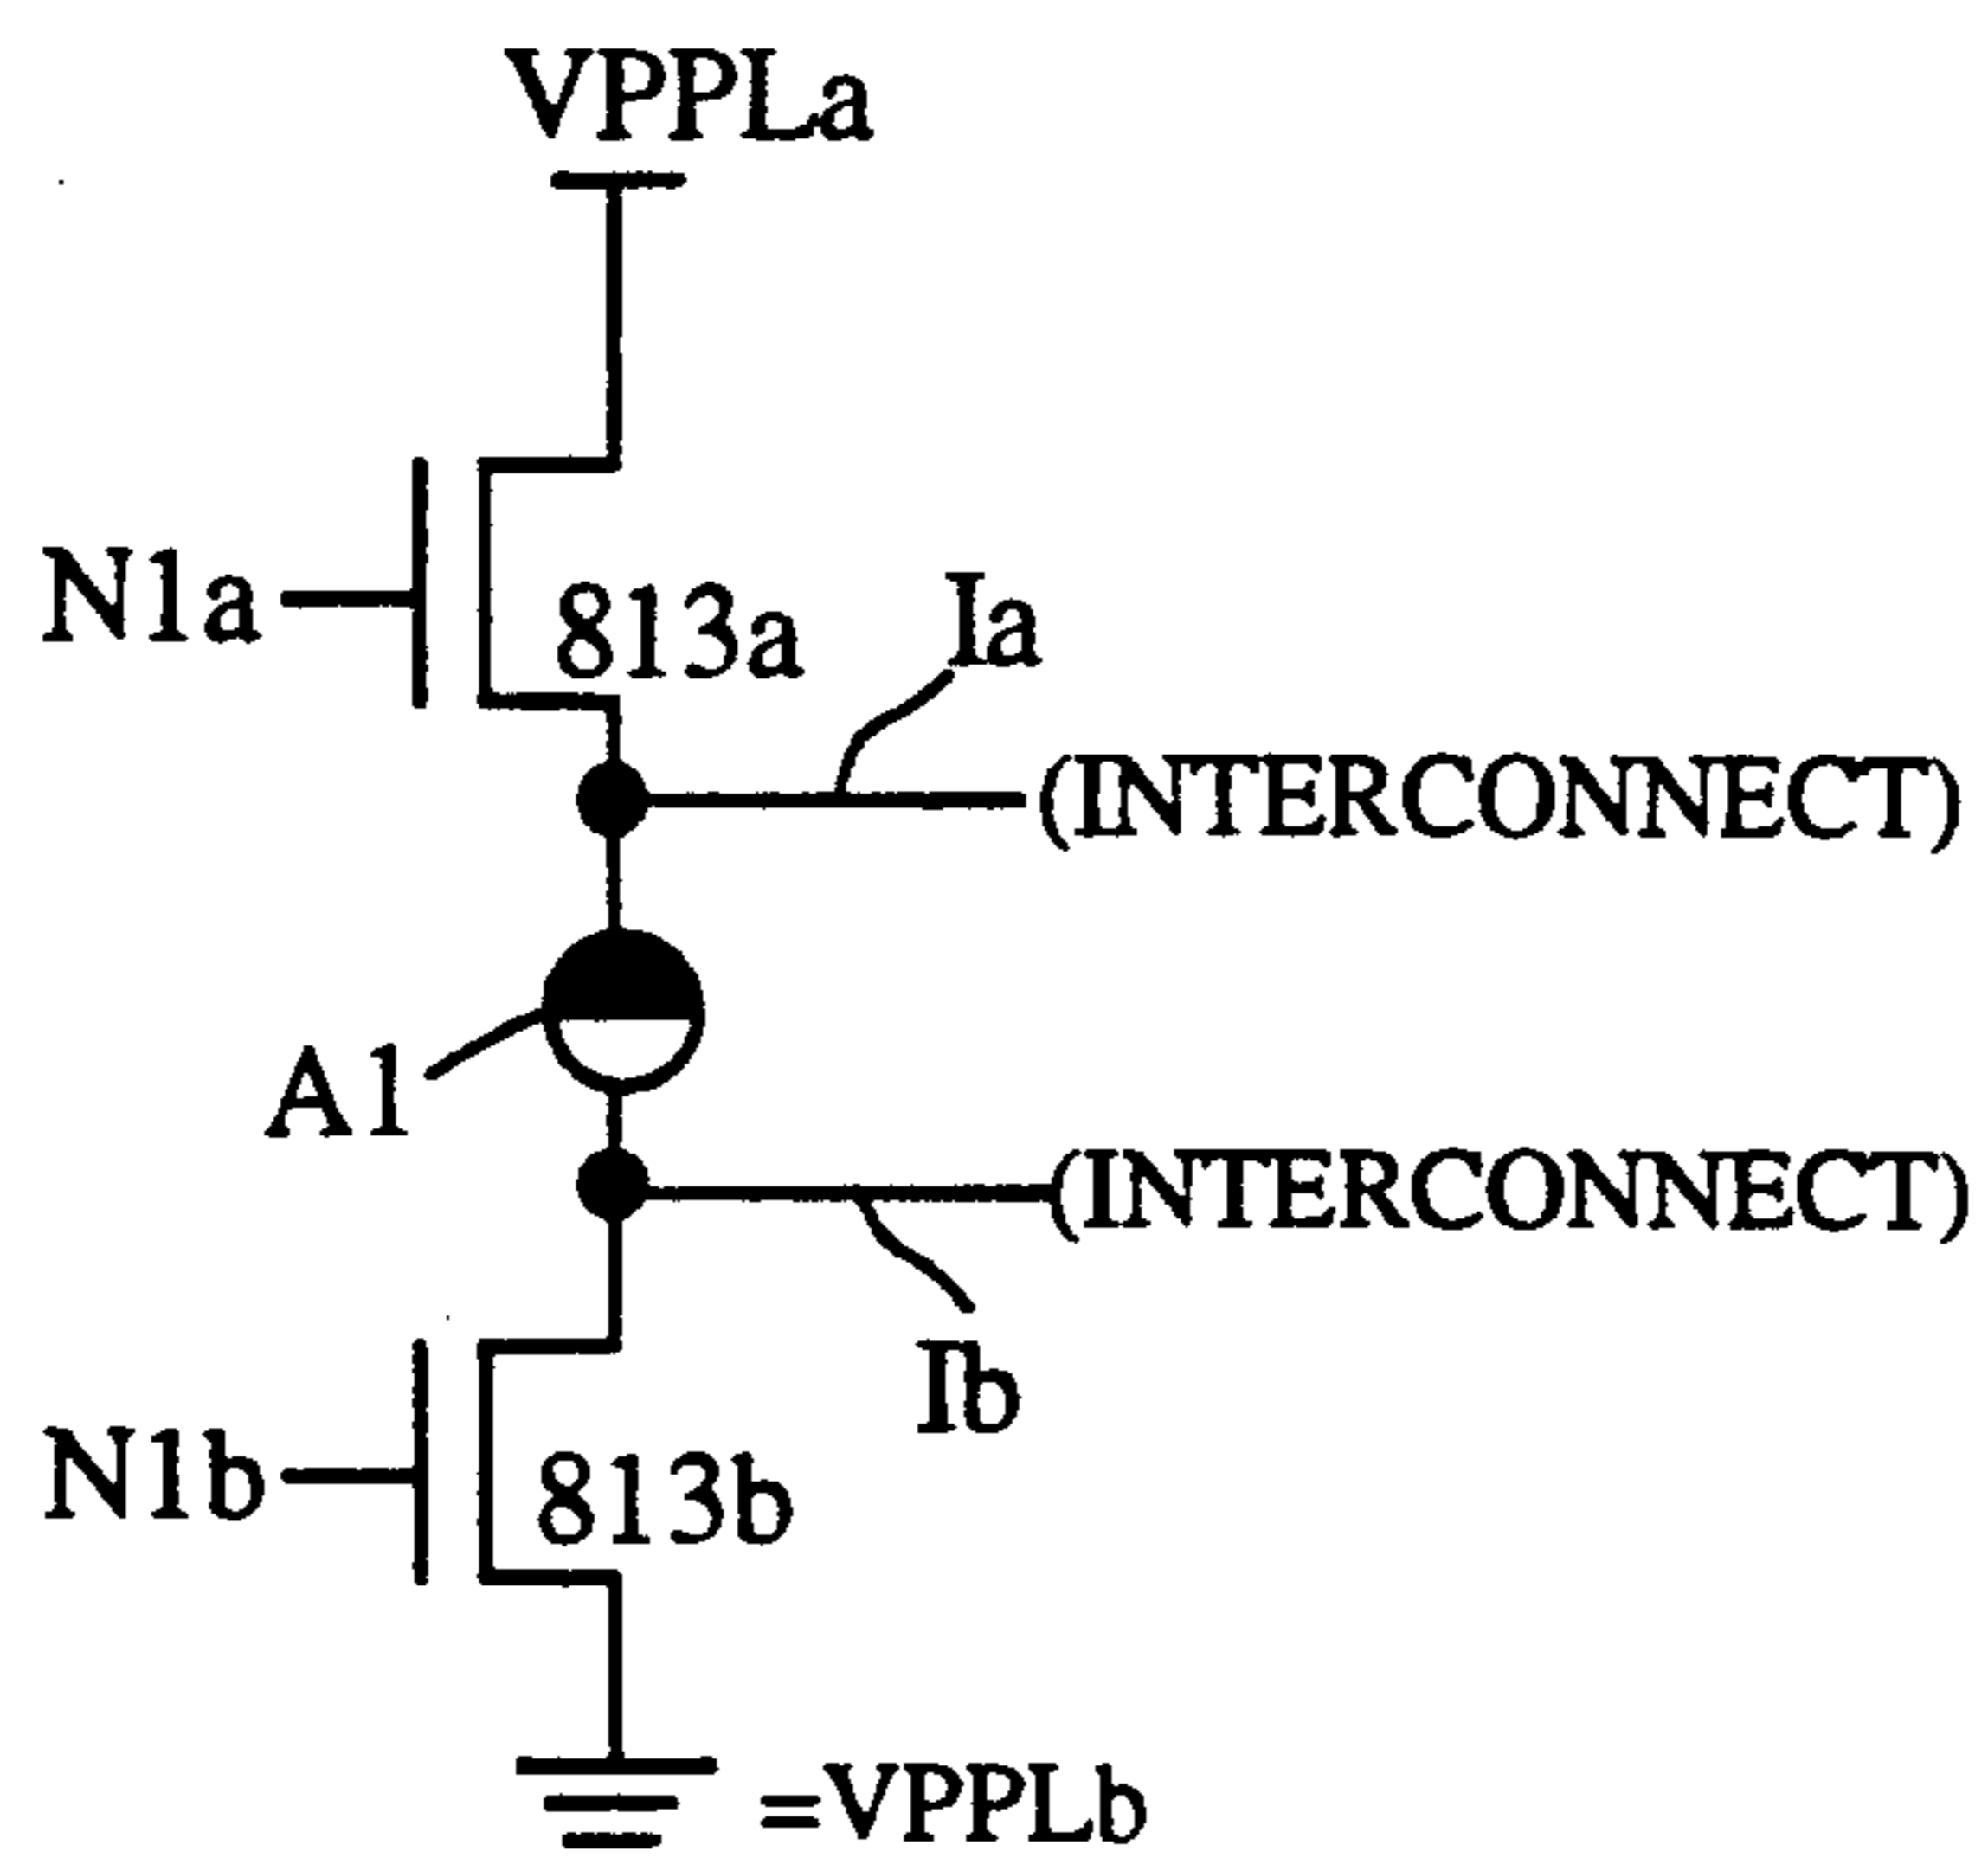 VPPLa
N1a
813a
Ia
(INTERCONNECT)
A1
(INTERCONNECT)
Ib
N1b
813b
=VPPLb